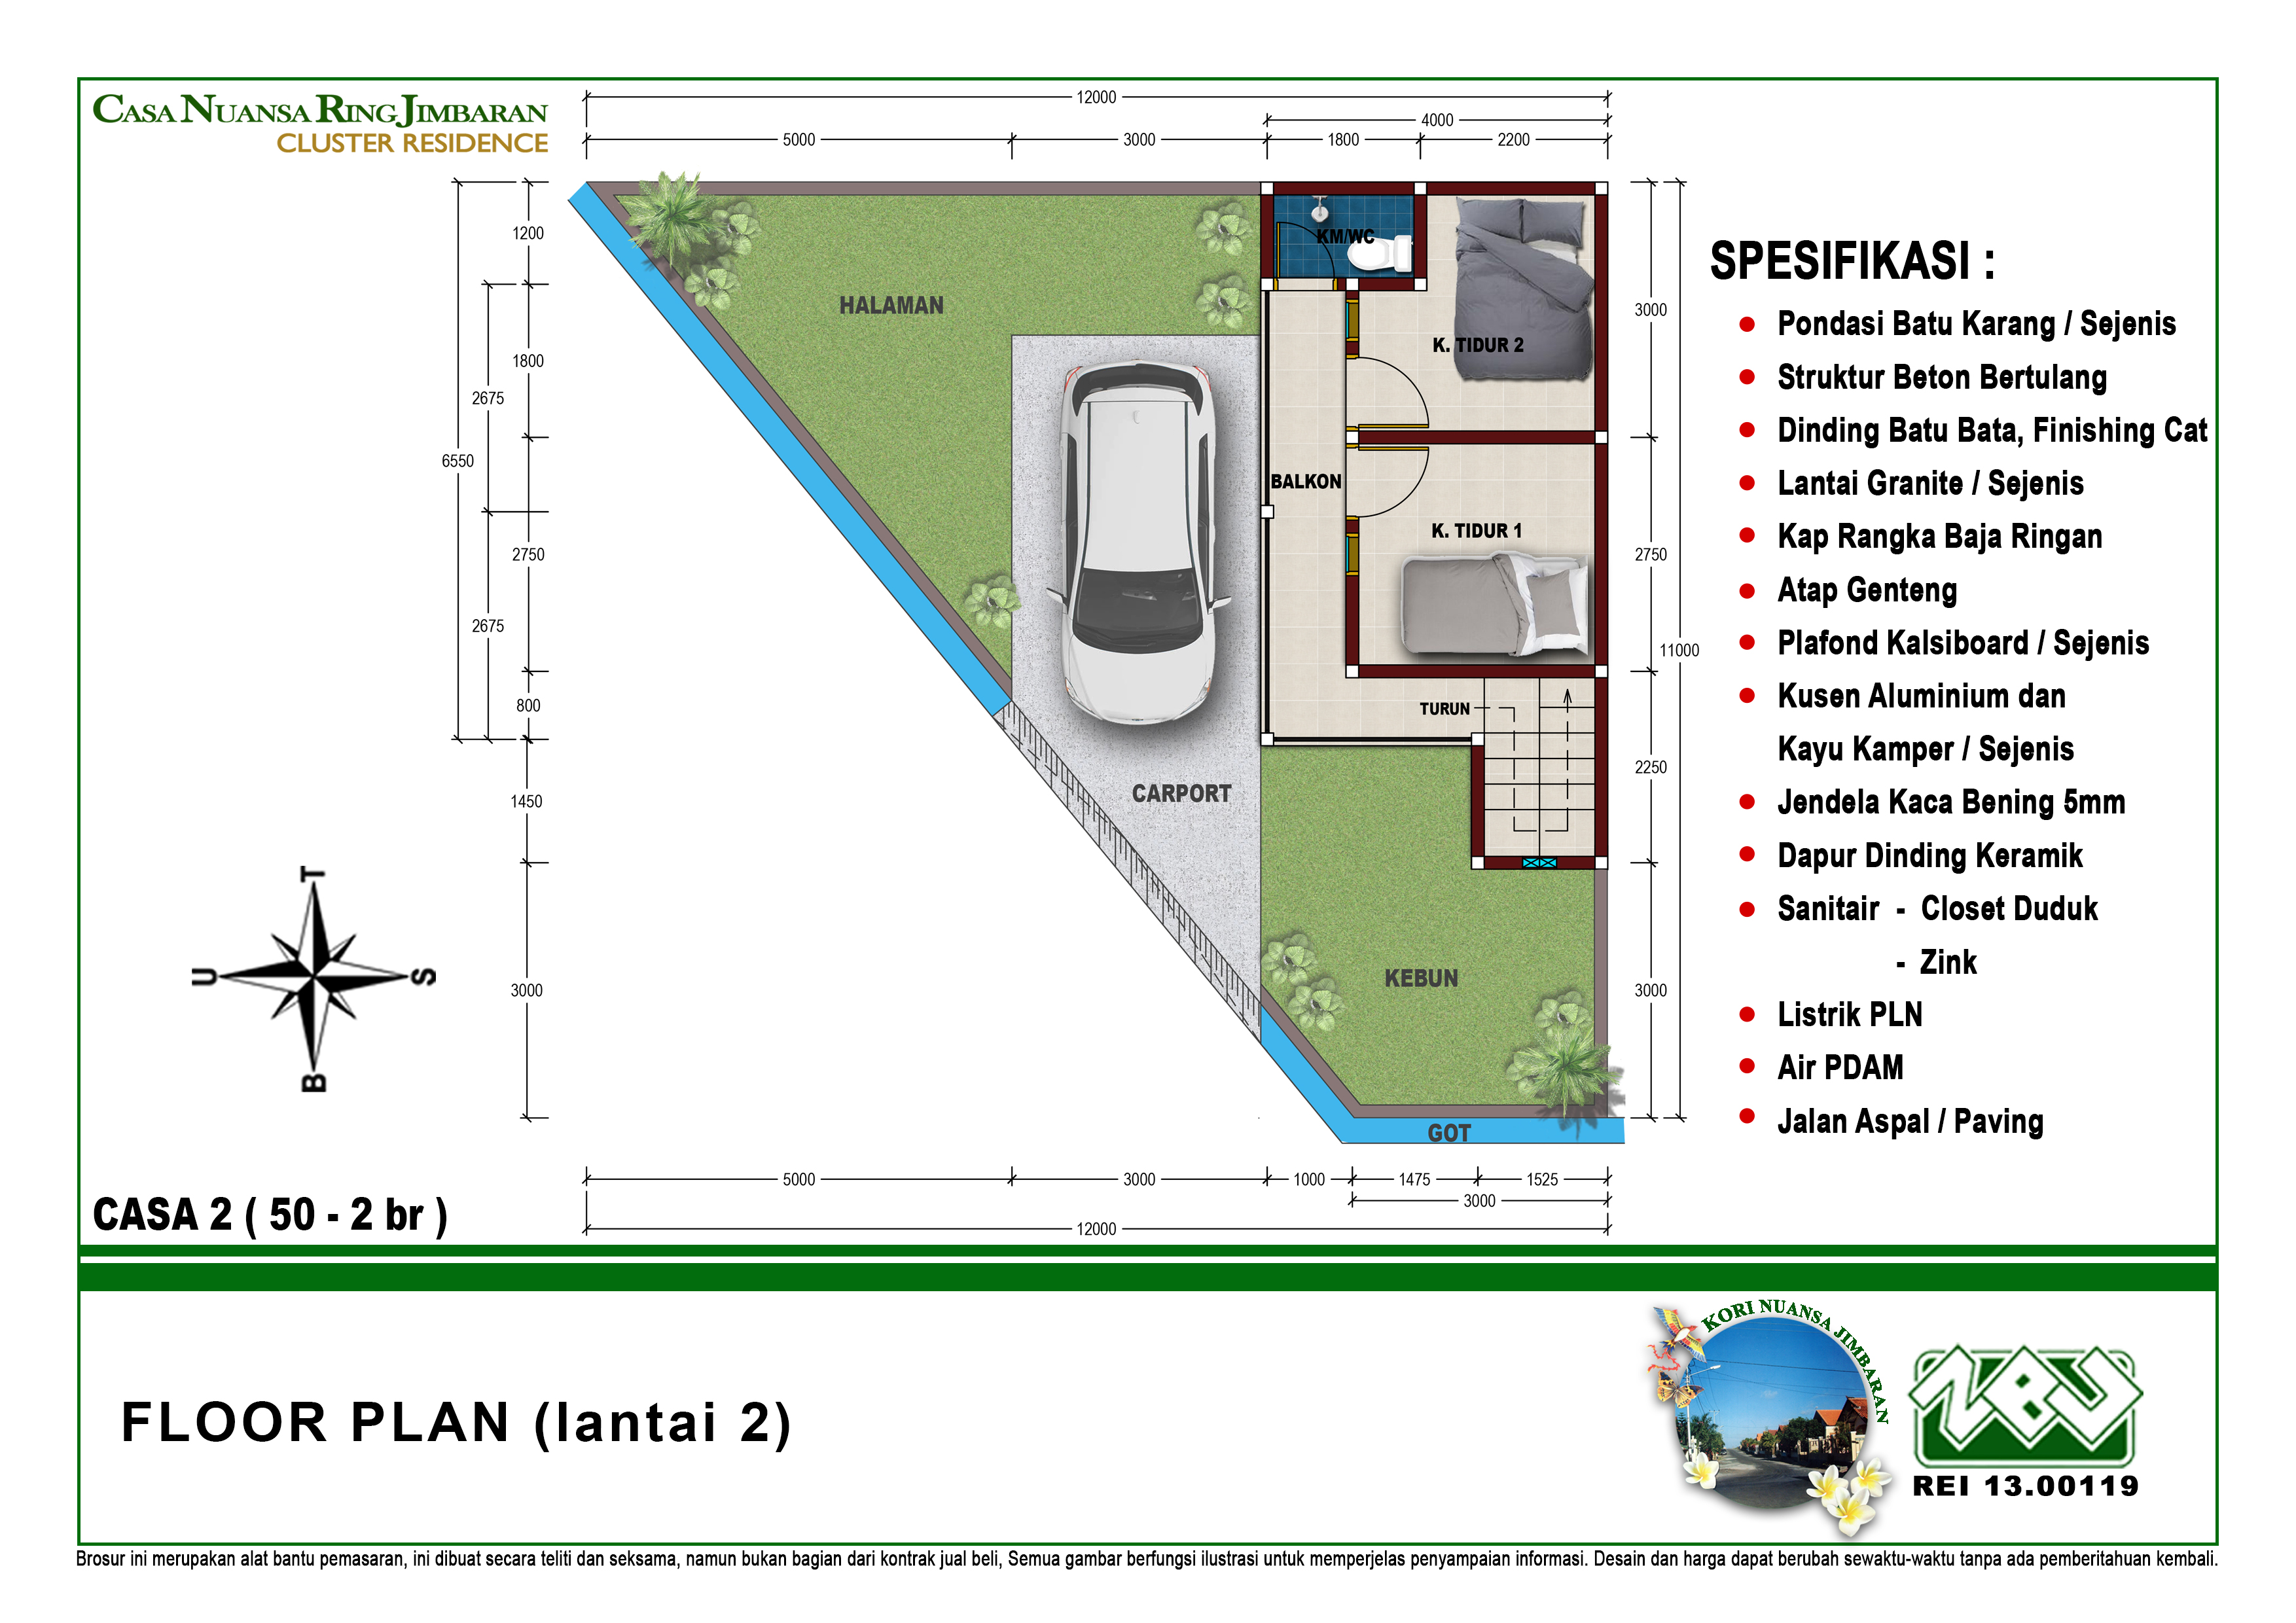 CASA NUANSA RING JIMBARAN
CLUSTER RESIDENCE
12000
4000
5000
3000
1800
2200
1200
1800
2675
6550
2750
2675
800
1450
3000
HALAMAN
KM/WC
K. TIDUR 2
BALKON
K. TIDUR 1
TURUN
CARPORT
KEBUN
GOT
3000
2750
11000
2250
3000
5000
3000
1000
1475
1525
3000
12000
T
U
S
B
SPESIFIKASI :
Pondasi Batu Karang / Sejenis
Struktur Beton Bertulang
Dinding Batu Bata, Finishing Cat
Lantai Granite / Sejenis
Kap Rangka Baja Ringan
Atap Genteng
Plafond Kalsiboard / Sejenis
Kusen Aluminium dan
Kayu Kamper / Sejenis
Jendela Kaca Bening 5mm
Dapur Dinding Keramik
Sanitair - Closet Duduk
- Zink
Listrik PLN
Air PDAM
Jalan Aspal / Paving
CASA 2 ( 50 - 2 br )
FLOOR PLAN (lantai 2)
KORI NUANSA JIMBARAN
NBU
REI 13.00119
Brosur ini merupakan alat bantu pemasaran, ini dibuat secara teliti dan seksama, namun bukan bagian dari kontrak jual beli, Semua gambar berfungsi ilustrasi untuk memperjelas penyampaian informasi. Desain dan harga dapat berubah sewaktu-waktu tanpa ada pemberitahuan kembali.